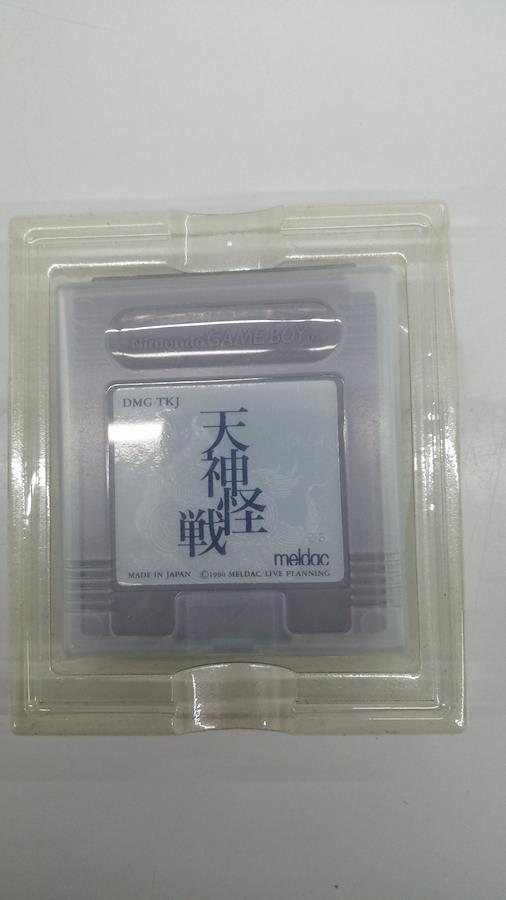 Nintendo GAME BOY
DMG-TKJ
天神怪戦
meldac
MADE IN JAPAN ©1990 MELDAC/LIVE PLANNING